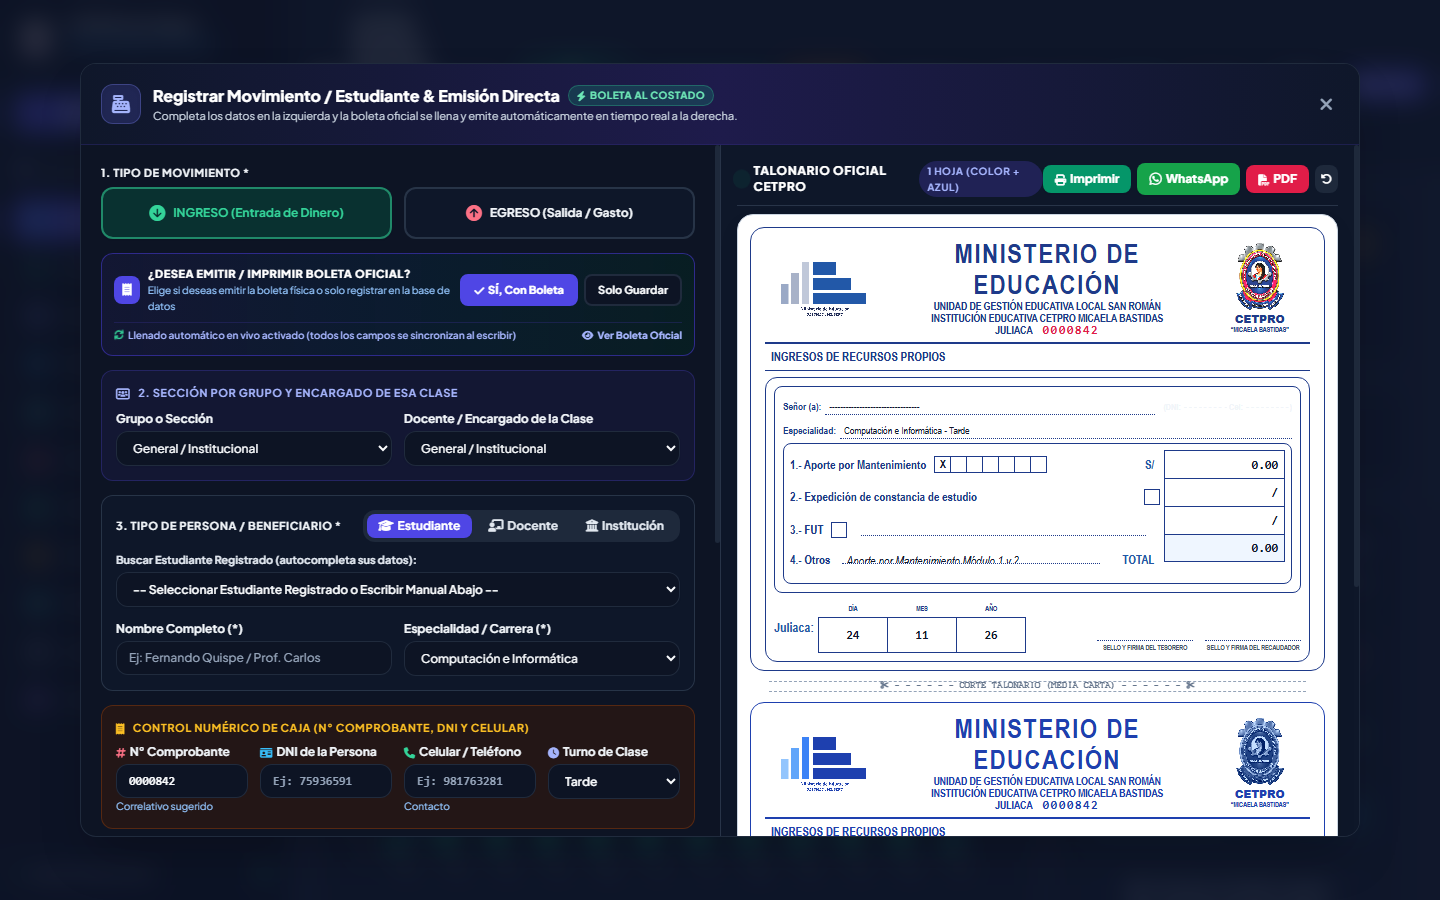 Registrar Movimiento / Estudiante & Emisión Directa
BOLETA AL COSTADO
Completa los datos en la izquierda y la boleta oficial se llena y emite automáticamente en tiempo real a la derecha.
1. TIPO DE MOVIMIENTO *
INGRESO (Entrada de Dinero)
EGRESO (Salida / Gasto)
¿DESEA EMITIR / IMPRIMIR BOLETA OFICIAL?
Elige si deseas emitir la boleta física o solo registrar en la base de
datos
SÍ, Con Boleta
Solo Guardar
Llenado automático en vivo activado (todos los campos se sincronizan al escribir)
Ver Boleta Oficial
2. SECCIÓN POR GRUPO Y ENCARGADO DE ESA CLASE
Grupo o Sección
Docente / Encargado de la Clase
General / Institucional
General / Institucional
3. TIPO DE PERSONA / BENEFICIARIO *
Estudiante
Docente
Institución
Buscar Estudiante Registrado (autocompleta sus datos):
-- Seleccionar Estudiante Registrado o Escribir Manual Abajo --
Nombre Completo (*)
Especialidad / Carrera (*)
Ej: Fernando Quispe / Prof. Carlos
Computación e Informática
CONTROL NUMÉRICO DE CAJA (N° COMPROBANTE, DNI Y CELULAR)
N° Comprobante
DNI de la Persona
Celular / Teléfono
Turno de Clase
0000842
Ej: 75936591
Ej: 981763281
Tarde
Correlativo sugerido
Contacto
TALONARIO OFICIAL
CETPRO
1 HOJA (COLOR +
AZUL)
Imprimir
WhatsApp
PDF
MINISTERIO DE
EDUCACIÓN
UNIDAD DE GESTIÓN EDUCATIVA LOCAL SAN ROMÁN
INSTITUCIÓN EDUCATIVA CETPRO MICAELA BASTIDAS
JULIACA 0000842
CETPRO
"MICAELA BASTIDAS"
INGRESOS DE RECURSOS PROPIOS
Señor (a): ------------------------------
Especialidad: Computación e Informática - Tarde
1.- Aporte por Mantenimiento X S/ 0.00
2.- Expedición de constancia de estudio /
3.- FUT /
4.- Otros Aporte por Mantenimiento Módulo 1 y 2 TOTAL 0.00
DÍA MES AÑO
Juliaca: 24 11 26
SELLO Y FIRMA DEL TESORERO
SELLO Y FIRMA DEL RECAUDADOR
- - - - - - CORTE TALONARIO (MEDIA CARTA) - - - - - -
MINISTERIO DE
EDUCACIÓN
UNIDAD DE GESTIÓN EDUCATIVA LOCAL SAN ROMÁN
INSTITUCIÓN EDUCATIVA CETPRO MICAELA BASTIDAS
JULIACA 0000842
CETPRO
"MICAELA BASTIDAS"
INGRESOS DE RECURSOS PROPIOS